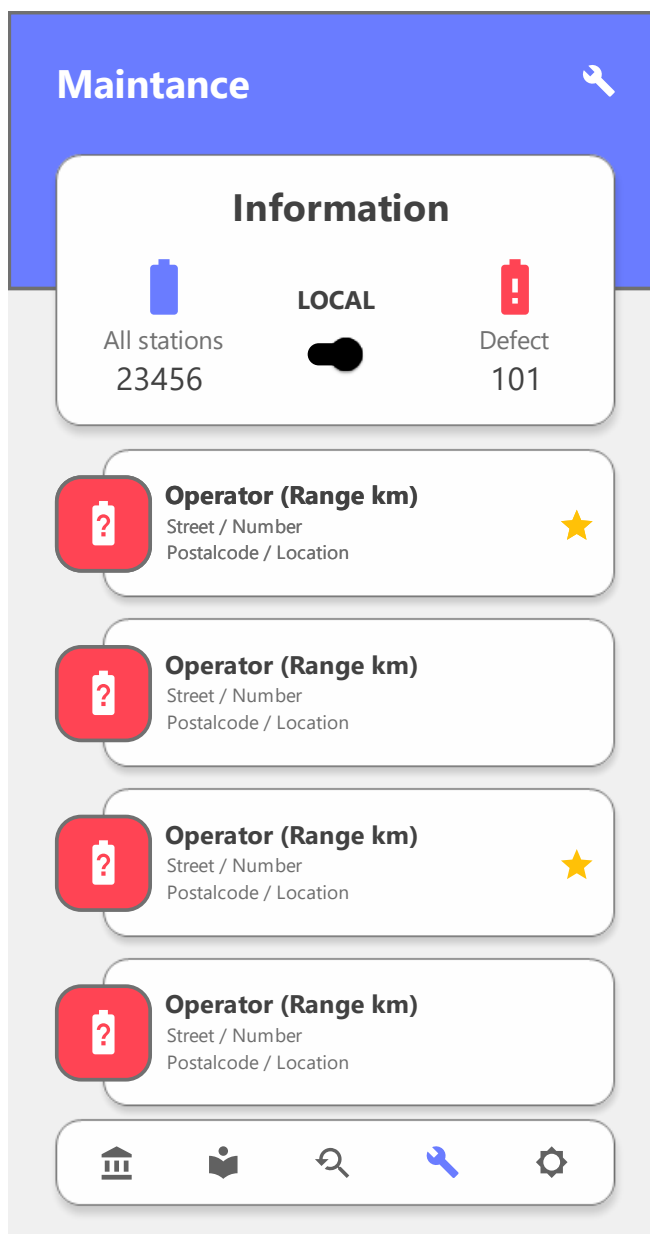 Maintance
Information
LOCAL
All stations
Defect
23456
101
Operator (Range km)
Street / Number
Postalcode / Location
Operator (Range km)
Street / Number
Postalcode / Location
Operator (Range km)
Street / Number
Postalcode / Location
Operator (Range km)
Street / Number
Postalcode / Location